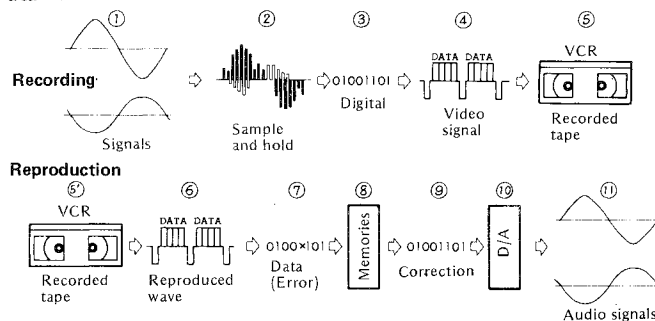 ① ② ③ ④ ⑤
Recording
Signals
Sample
and hold
01001101
Digital
DATA DATA
Video
signal
VCR
Recorded
tape
Reproduction
⑤' ⑥ ⑦ ⑧ ⑨ ⑩ ⑪
VCR
Recorded
tape
DATA DATA
Reproduced
wave
0100×101
Data
(Error)
Memories
01001101
Correction
D/A
Audio signals